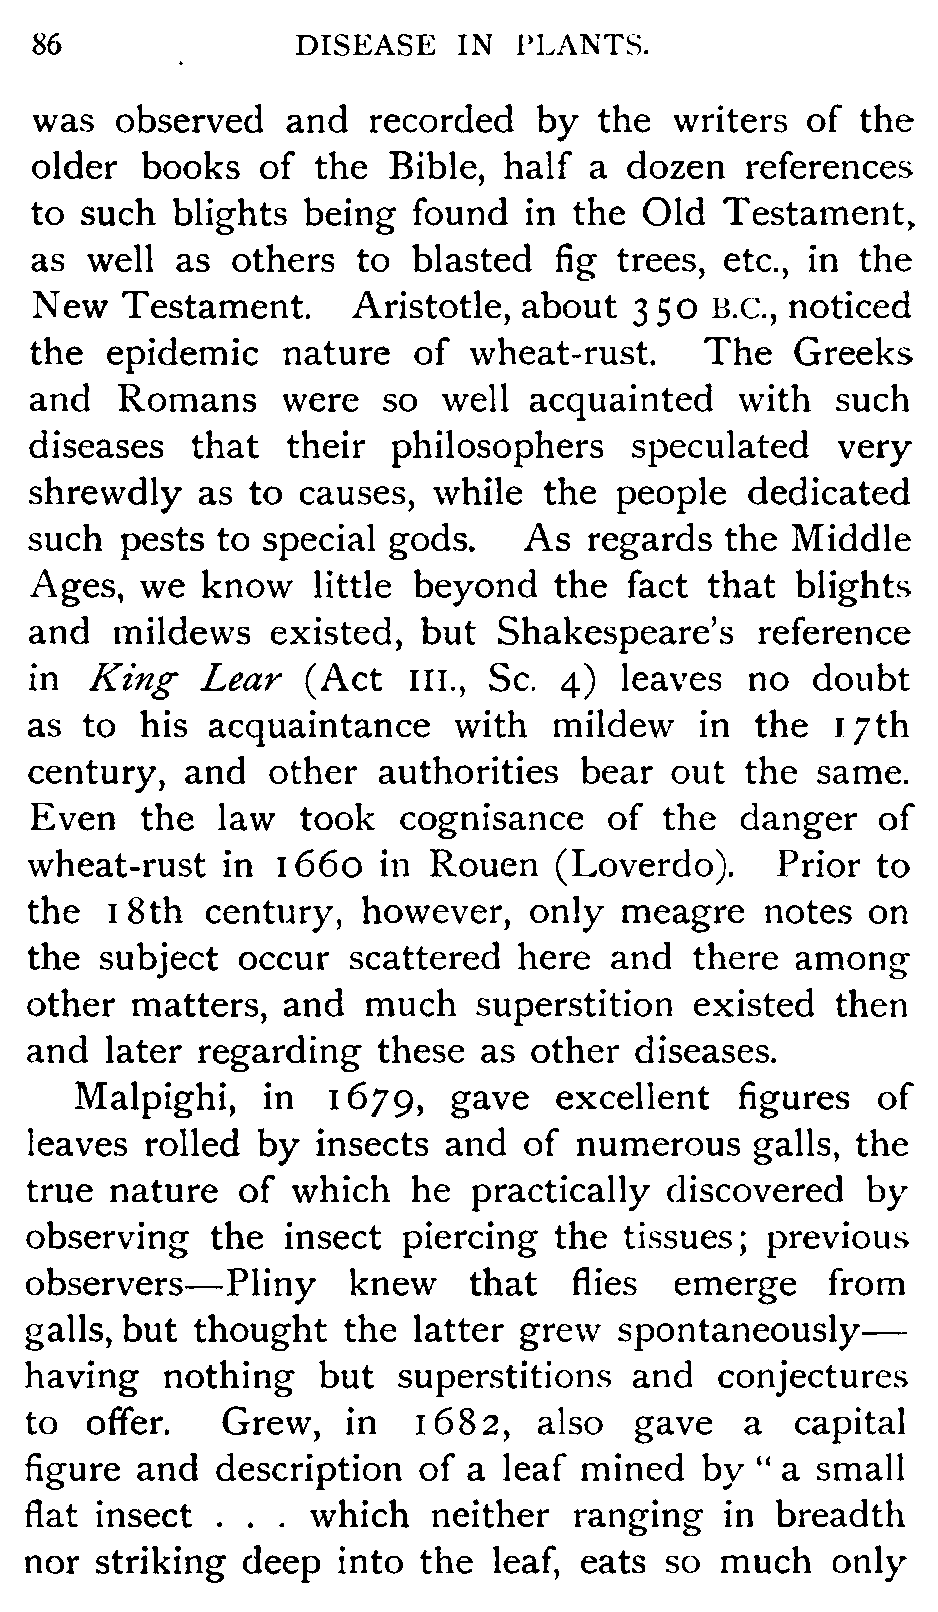 86 DISEASE IN PLANTS.
was observed and recorded by the writers of the
older books of the Bible, half a dozen references
to such blights being found in the Old Testament,
as well as others to blasted fig trees, etc., in the
New Testament. Aristotle, about 350 B.C., noticed
the epidemic nature of wheat-rust. The Greeks
and Romans were so well acquainted with such
diseases that their philosophers speculated very
shrewdly as to causes, while the people dedicated
such pests to special gods. As regards the Middle
Ages, we know little beyond the fact that blights
and mildews existed, but Shakespeare's reference
in King Lear (Act III., Sc. 4) leaves no doubt
as to his acquaintance with mildew in the 17th
century, and other authorities bear out the same.
Even the law took cognisance of the danger of
wheat-rust in 1660 in Rouen (Loverdo). Prior to
the 18th century, however, only meagre notes on
the subject occur scattered here and there among
other matters, and much superstition existed then
and later regarding these as other diseases.
Malpighi, in 1679, gave excellent figures of
leaves rolled by insects and of numerous galls, the
true nature of which he practically discovered by
observing the insect piercing the tissues; previous
observers—Pliny knew that flies emerge from
galls, but thought the latter grew spontaneously—
having nothing but superstitions and conjectures
to offer. Grew, in 1682, also gave a capital
figure and description of a leaf mined by "a small
flat insect . . . which neither ranging in breadth
nor striking deep into the leaf, eats so much only